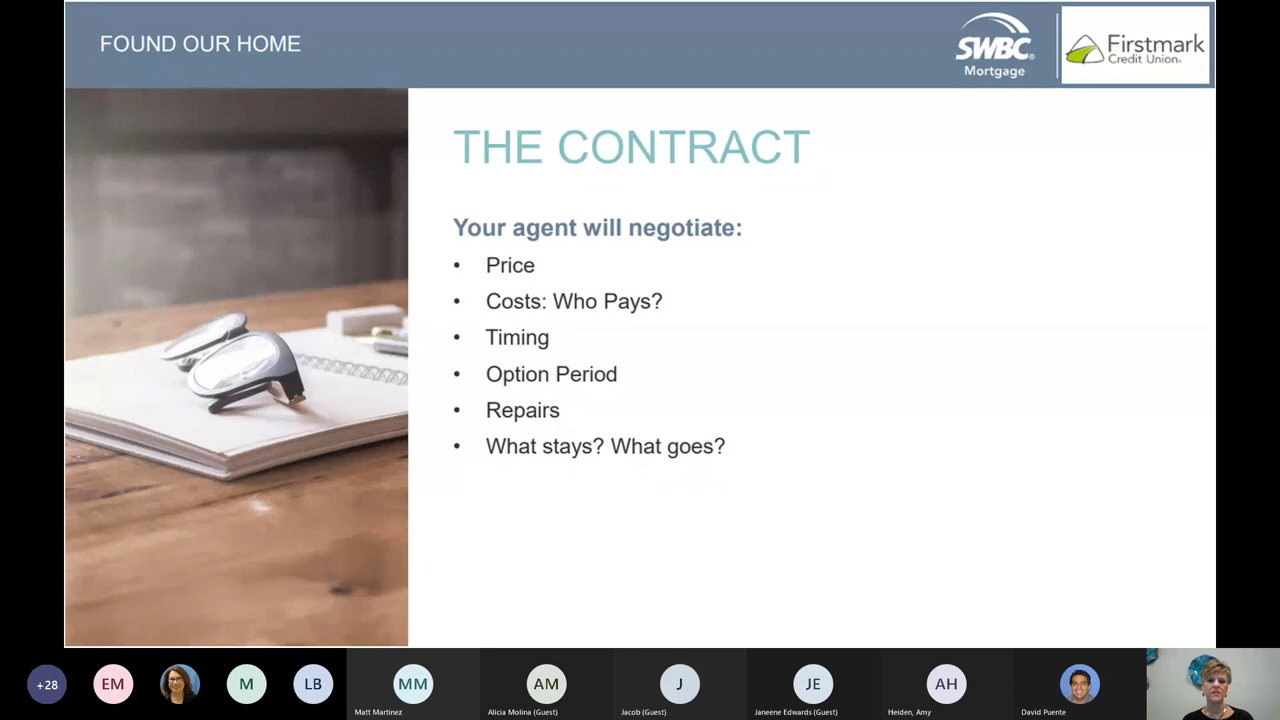 FOUND OUR HOME
SWBC®
Mortgage
Firstmark
Credit Union®
THE CONTRACT
Your agent will negotiate:
• Price
• Costs: Who Pays?
• Timing
• Option Period
• Repairs
• What stays? What goes?
+28
EM
M
LB
MM
AM
J
JE
AH
Matt Martinez
Alicia Molina (Guest)
Jacob (Guest)
Janeene Edwards (Guest)
Heiden, Amy
David Puente